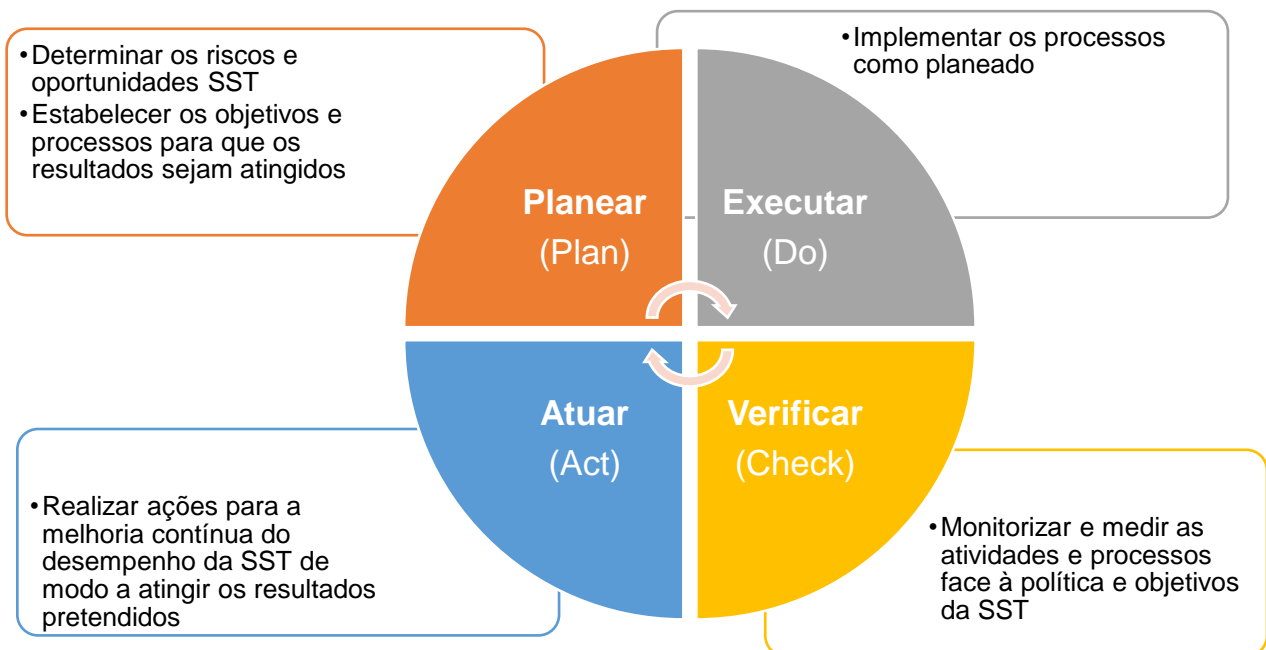 •Determinar os riscos e
oportunidades SST
•Estabelecer os objetivos e
processos para que os
resultados sejam atingidos
•Implementar os processos
como planeado
Planear
(Plan)
Executar
(Do)
Atuar
(Act)
Verificar
(Check)
•Realizar ações para a
melhoria contínua do
desempenho da SST de
modo a atingir os resultados
pretendidos
•Monitorizar e medir as
atividades e processos
face à política e objetivos
da SST